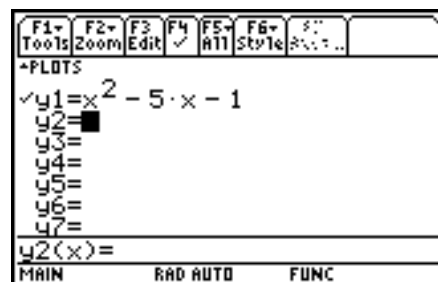 F1 Tools F2 Zoom F3 Edit F4 ✓ F5 All F6 Style
▲PLOTS
✓y1=x² - 5·x - 1
y2=
y3=
y4=
y5=
y6=
y7=
y2(x)=
MAIN RAD AUTO FUNC